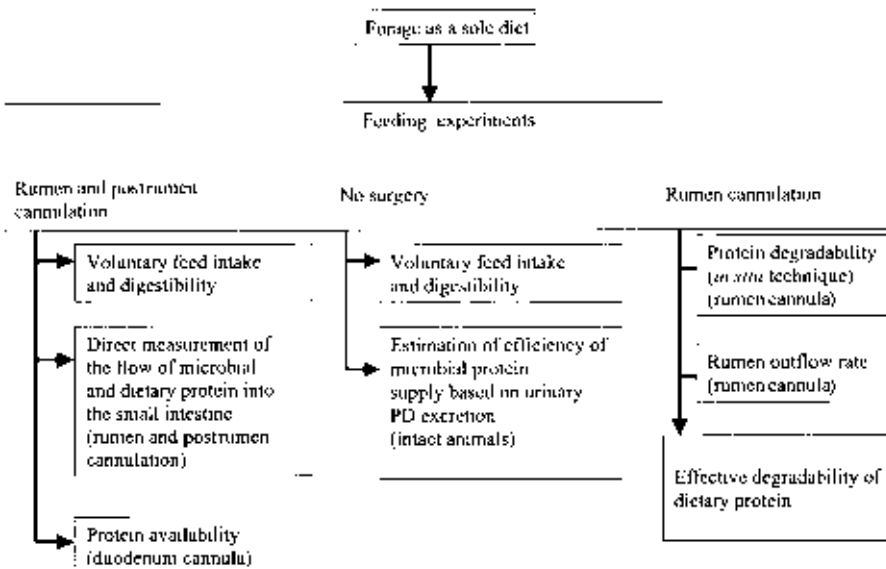 Forage as a sole diet
Feeding experiments
Rumen and postrumen
cannulation
Voluntary feed intake
and digestibility
Direct measurement of
the flow of microbial
and dietary protein into
the small intestine
(rumen and postrumen
cannulation)
Protein availability
(duodenum cannula)
No surgery
Voluntary feed intake
and digestibility
Estimation of efficiency of
microbial protein
supply based on urinary
PD excretion
(intact animals)
Rumen cannulation
Protein degradability
(in situ technique)
(rumen cannula)
Rumen outflow rate
(rumen cannula)
Effective degradability of
dietary protein